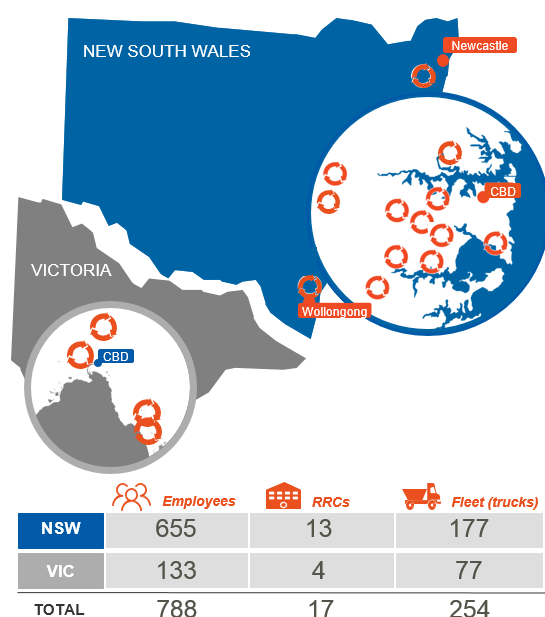 NEW SOUTH WALES
Newcastle
CBD
VICTORIA
Wollongong
CBD
Employees RRCs Fleet (trucks)
NSW 655 13 177
VIC 133 4 77
TOTAL 788 17 254